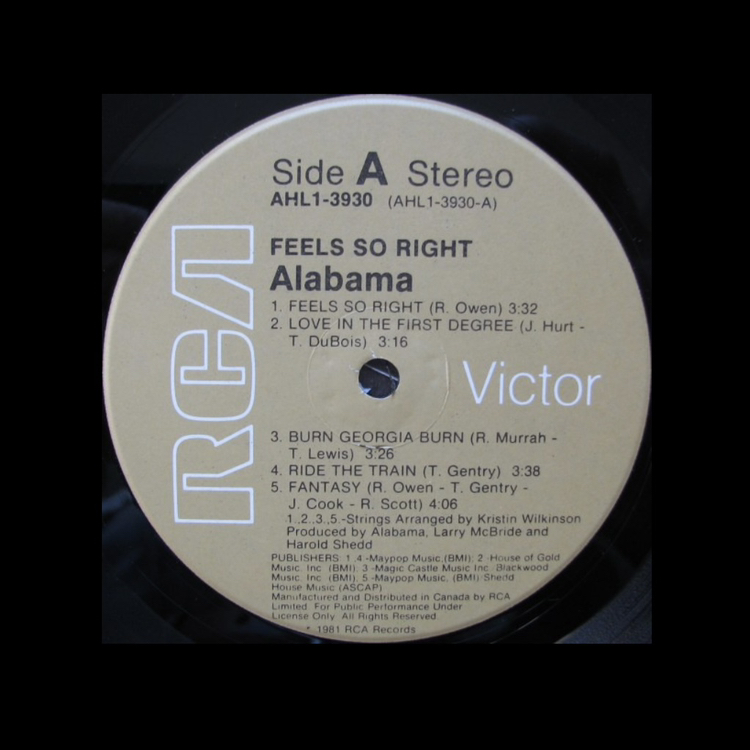 Side A Stereo
AHL1-3930 (AHL1-3930-A)
FEELS SO RIGHT
Alabama
1. FEELS SO RIGHT (R. Owen) 3:32
2. LOVE IN THE FIRST DEGREE (J. Hurt -
T. DuBois) 3:16
RCA
Victor
3. BURN GEORGIA BURN (R. Murrah -
T. Lewis) 3:26
4. RIDE THE TRAIN (T. Gentry) 3:38
5. FANTASY (R. Owen - T. Gentry -
J. Cook - R. Scott) 4:06
1.,2.,3.,5.-Strings Arranged by Kristin Wilkinson
Produced by Alabama, Larry McBride and
Harold Shedd
PUBLISHERS: 1.,4.-Maypop Music,(BMI); 2.-House of Gold
Music, Inc. (BMI); 3.-Magic Castle Music Inc. Blackwood
Music, Inc. (BMI); 5.-Maypop Music, (BMI) Shedd
House Music (ASCAP)
Manufactured and Distributed in Canada by RCA
Limited. For Public Performance Under
License Only. All Rights Reserved
* 1981 RCA Records